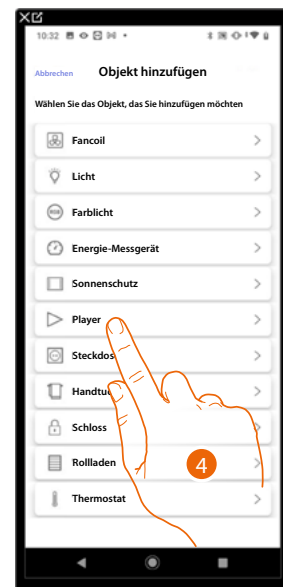 10:32
Abbrechen Objekt hinzufügen
Wählen Sie das Objekt, das Sie hinzufügen möchten
Fancoil
Licht
Farblicht
Energie-Messgerät
Sonnenschutz
Player
Steckdos
Handtuc
Schloss
Rollladen
4
Thermostat